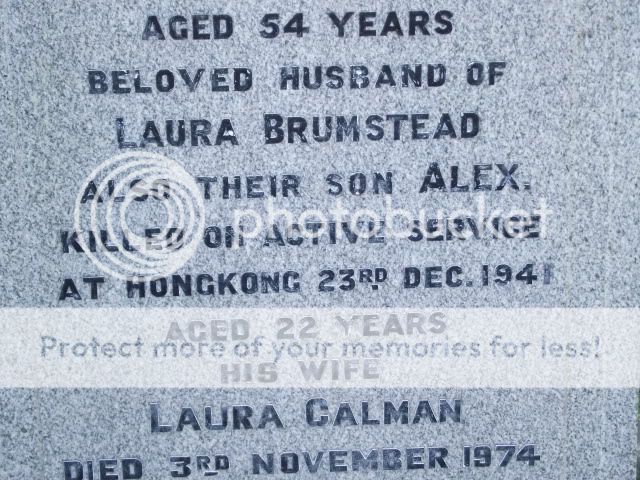 AGED 54 YEARS
BELOVED HUSBAND OF
LAURA BRUMSTEAD
ALSO THEIR SON ALEX.
photobucket
KILLED ON ACTIVE SERVICE
AT HONGKONG 23RD DEC. 1941
AGED 22 YEARS
Protect more of your memories for less!
HIS WIFE
LAURA CALMAN
DIED 3RD NOVEMBER 1974